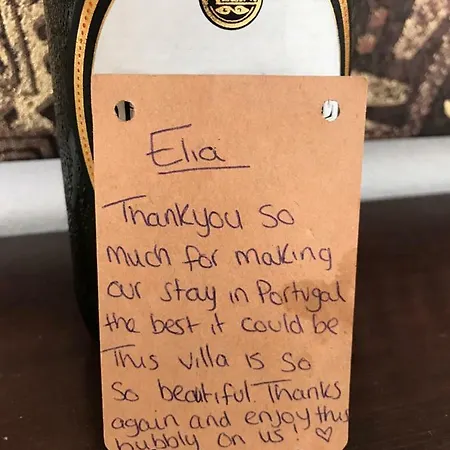 Elia
Thankyou so
much for making
our stay in Portugal
the best it could be.
This villa is so
so beautiful. Thanks
again and enjoy this
bubbly on us! ♡